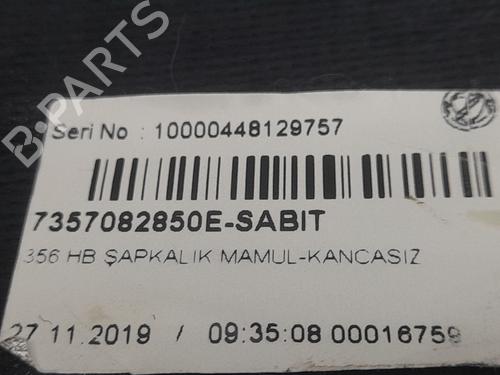 Seri No : 10000448129757
7357082850E-SABIT
356 HB ŞAPKALIK MAMUL-KANCASIZ
27.11.2019 / 09:35:08 00016759
B-PARTS